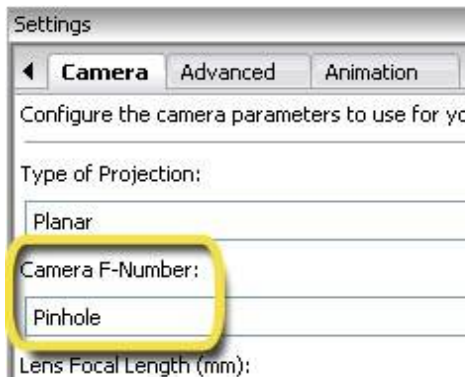 Settings
Camera Advanced Animation
Configure the camera parameters to use for yo
Type of Projection:
Planar
Camera F-Number:
Pinhole
Lens Focal Length (mm):